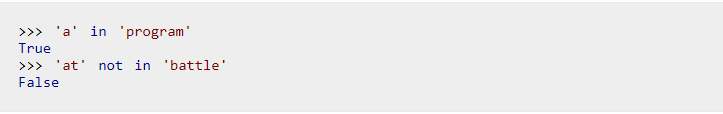 >>> 'a' in 'program'
True
>>> 'at' not in 'battle'
False